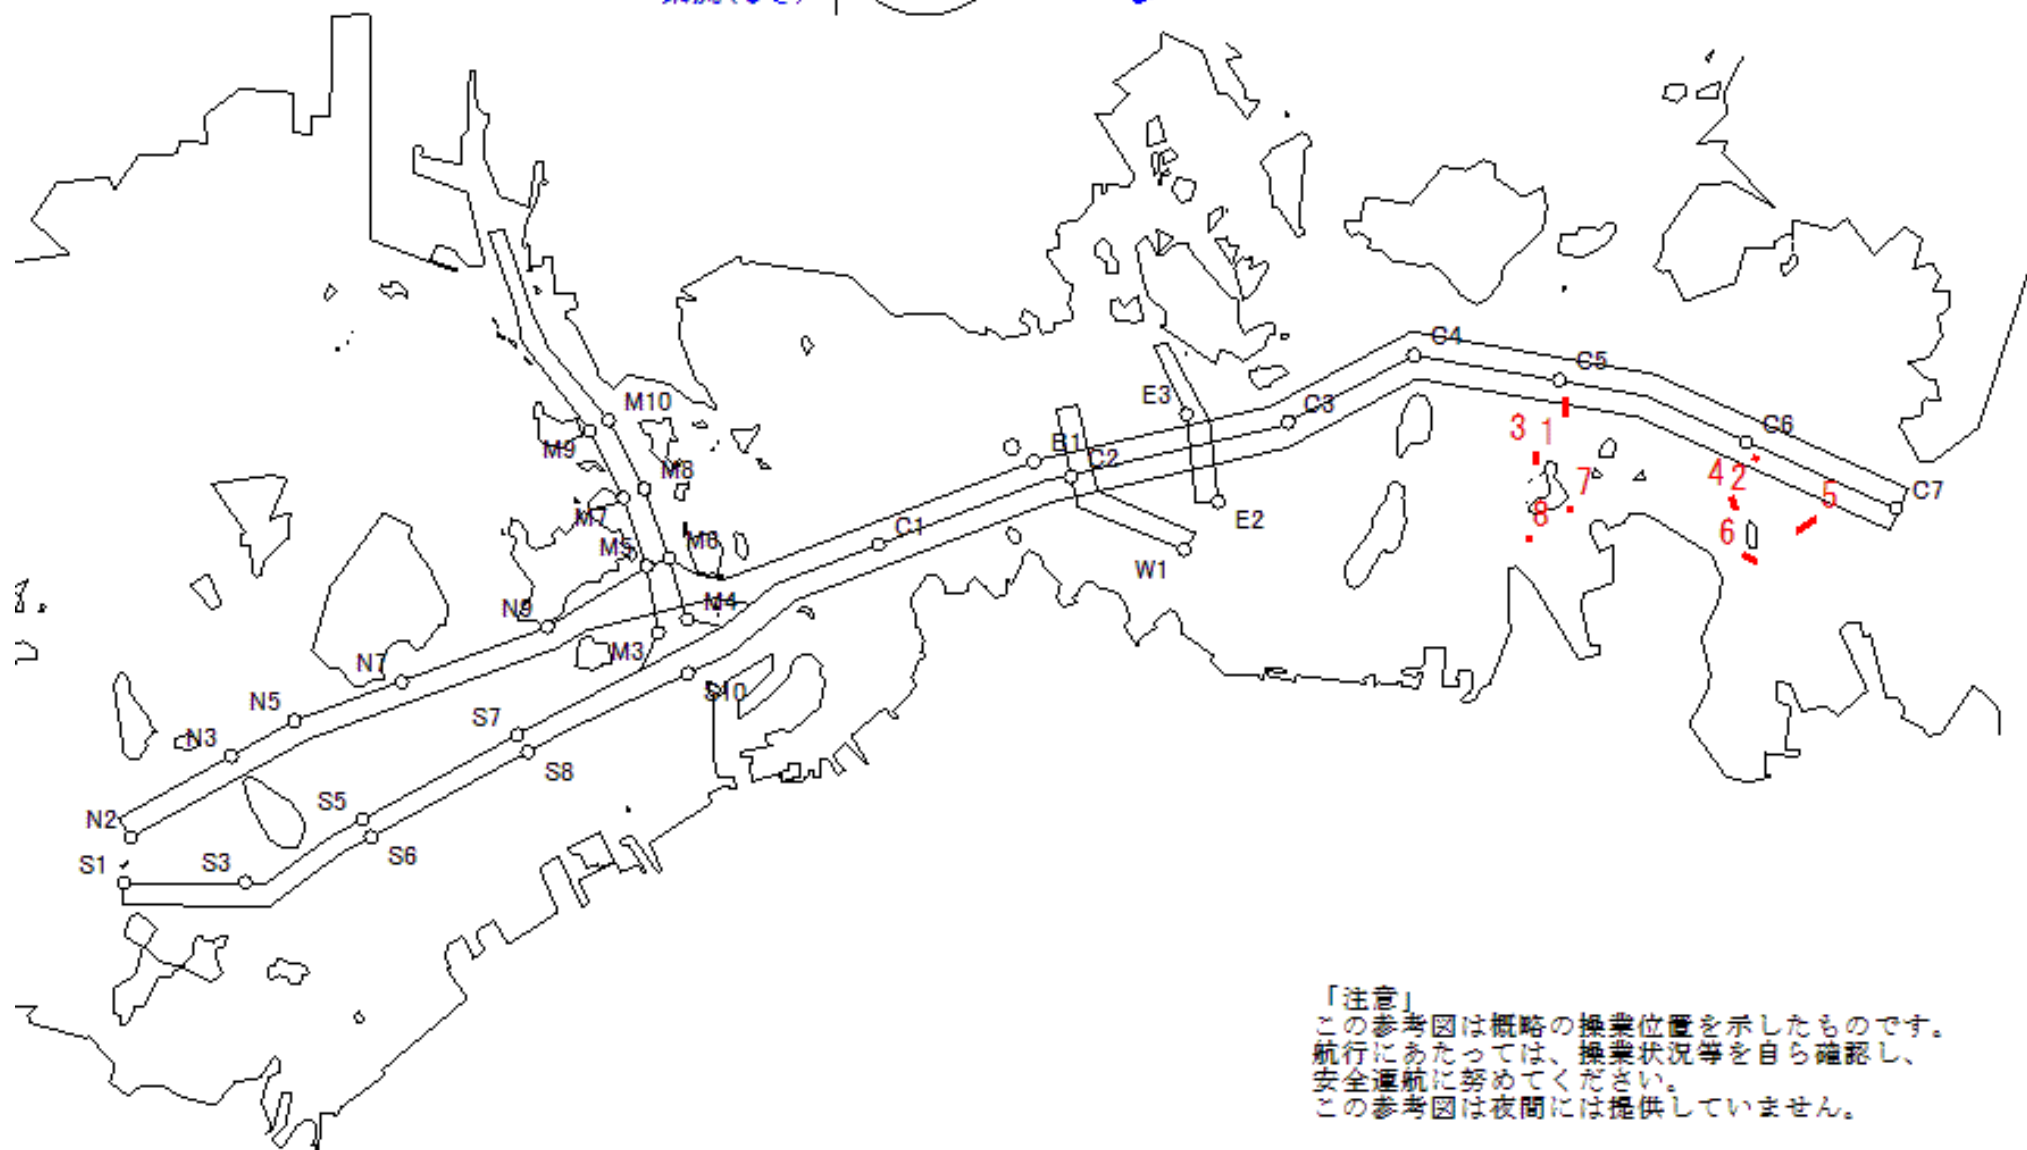 C4
C5
E3
M10
C3
3
1
C6
M9
B1
C2
4
2
M8
7
5
C7
M7
8
E2
6
M5
M6
C1
W1
N9
M4
M3
N7
S10
N5
S7
N3
S8
S5
N2
S6
S1
S3
「注意」
この参考図は概略の操業位置を示したものです。
航行にあたっては、操業状況等を自ら確認し、
安全運航に努めてください。
この参考図は夜間には提供していません。